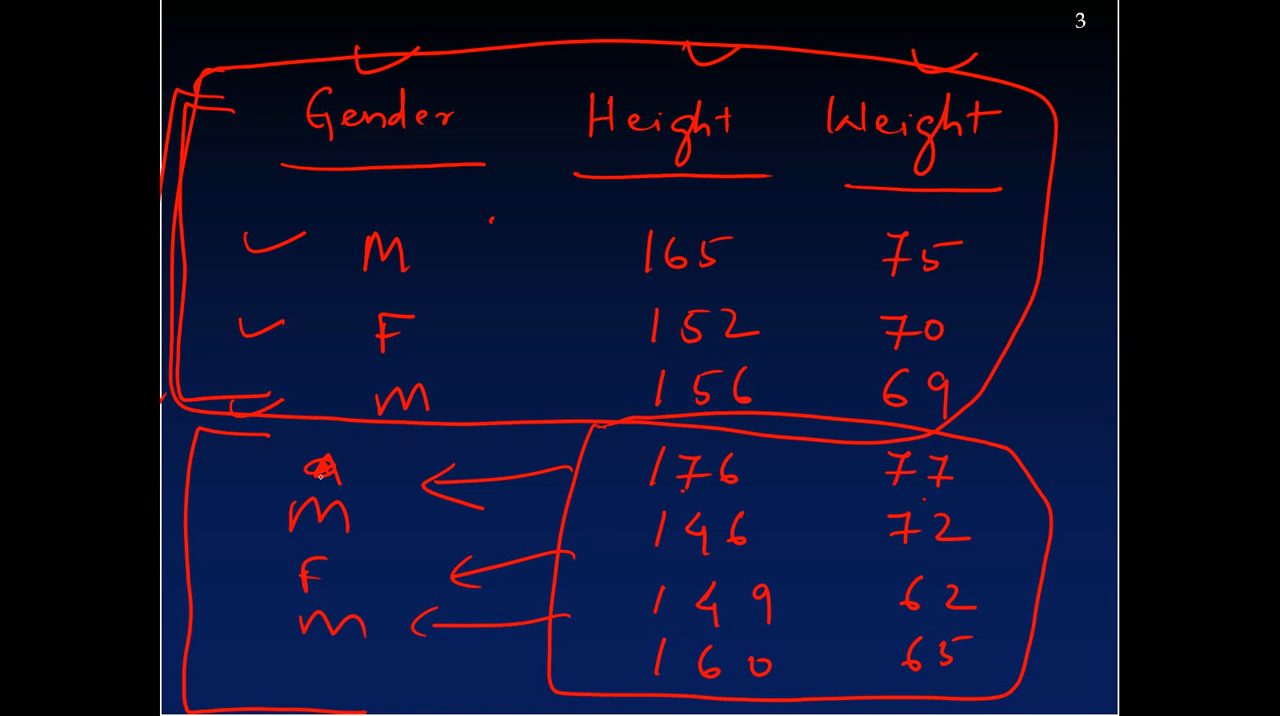 3
Gender Height Weight
M 165 75
F 152 70
M 156 69
176 77
M 146 72
F 149 62
M 160 65